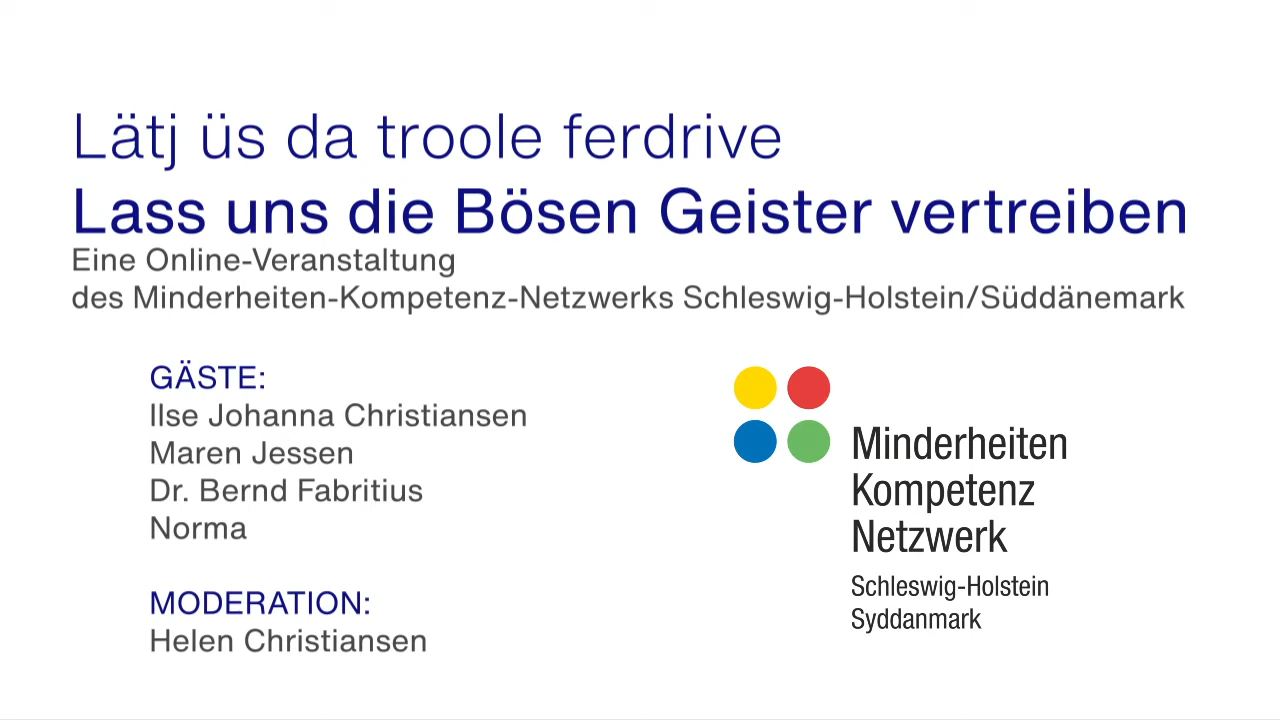 Lätj üs da troole ferdrive
Lass uns die Bösen Geister vertreiben
Eine Online-Veranstaltung
des Minderheiten-Kompetenz-Netzwerks Schleswig-Holstein/Süddänemark
GÄSTE:
Ilse Johanna Christiansen
Maren Jessen
Dr. Bernd Fabritius
Norma
MODERATION:
Helen Christiansen
Minderheiten
Kompetenz
Netzwerk
Schleswig-Holstein
Syddanmark